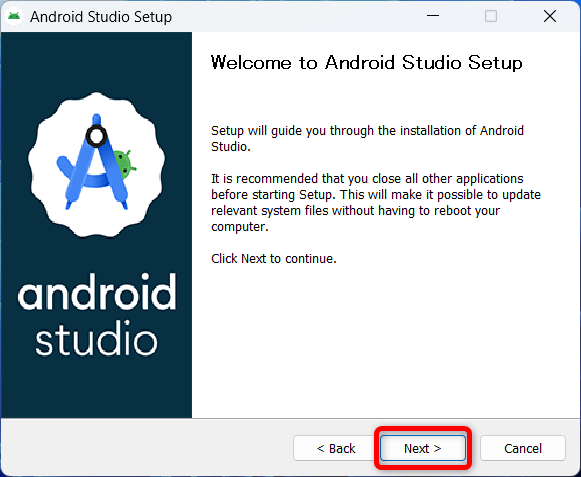 Android Studio Setup
Welcome to Android Studio Setup
Setup will guide you through the installation of Android
Studio.
It is recommended that you close all other applications
before starting Setup. This will make it possible to update
relevant system files without having to reboot your
computer.
Click Next to continue.
android
studio
< Back
Next >
Cancel